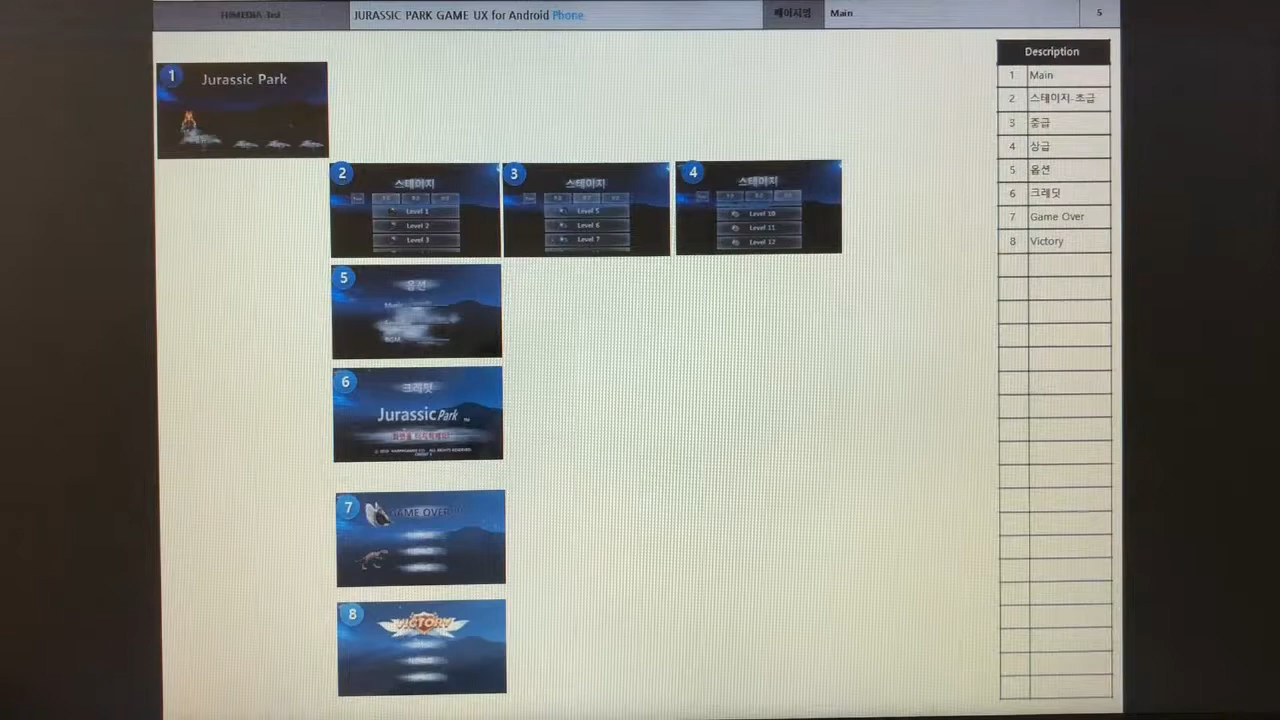 HIMEDIA 3rd
JURASSIC PARK GAME UX for Android Phone
페이지명
Main
5
1
Jurassic Park
2
스테이지
Level 1
Level 2
Level 3
3
스테이지
Level 5
Level 6
Level 7
4
스테이지
Level 10
Level 11
Level 12
5
옵션
BGM
6
크레딧
Jurassic Park
7
GAME OVER
8
VICTORY
Description
1 Main
2 스테이지-초급
3 중급
4 상급
5 옵션
6 크레딧
7 Game Over
8 Victory